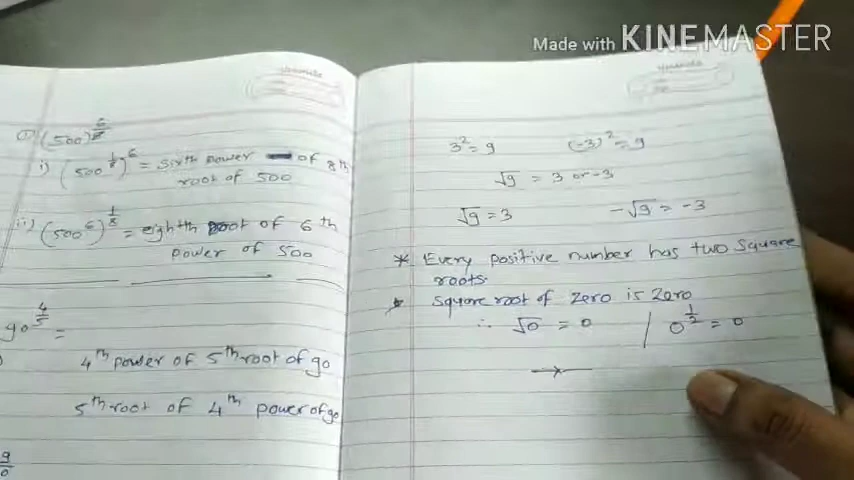 Made with KINEMASTER
① (500)^6/8
i) (500^1/8)^6 = Sixth power of 8th
root of 500
ii) (500^6)^1/8 = eighth root of 6 th
power of 500
90^4/5 =
4th power of 5th root of 90
5th root of 4th power of 90
3² = 9 (-3)² = 9
√9 = 3 or -3
√9 = 3 -√9 = -3
* Every positive number has two square
roots.
* Square root of Zero is Zero
∴ √0 = 0 / 0^1/2 = 0